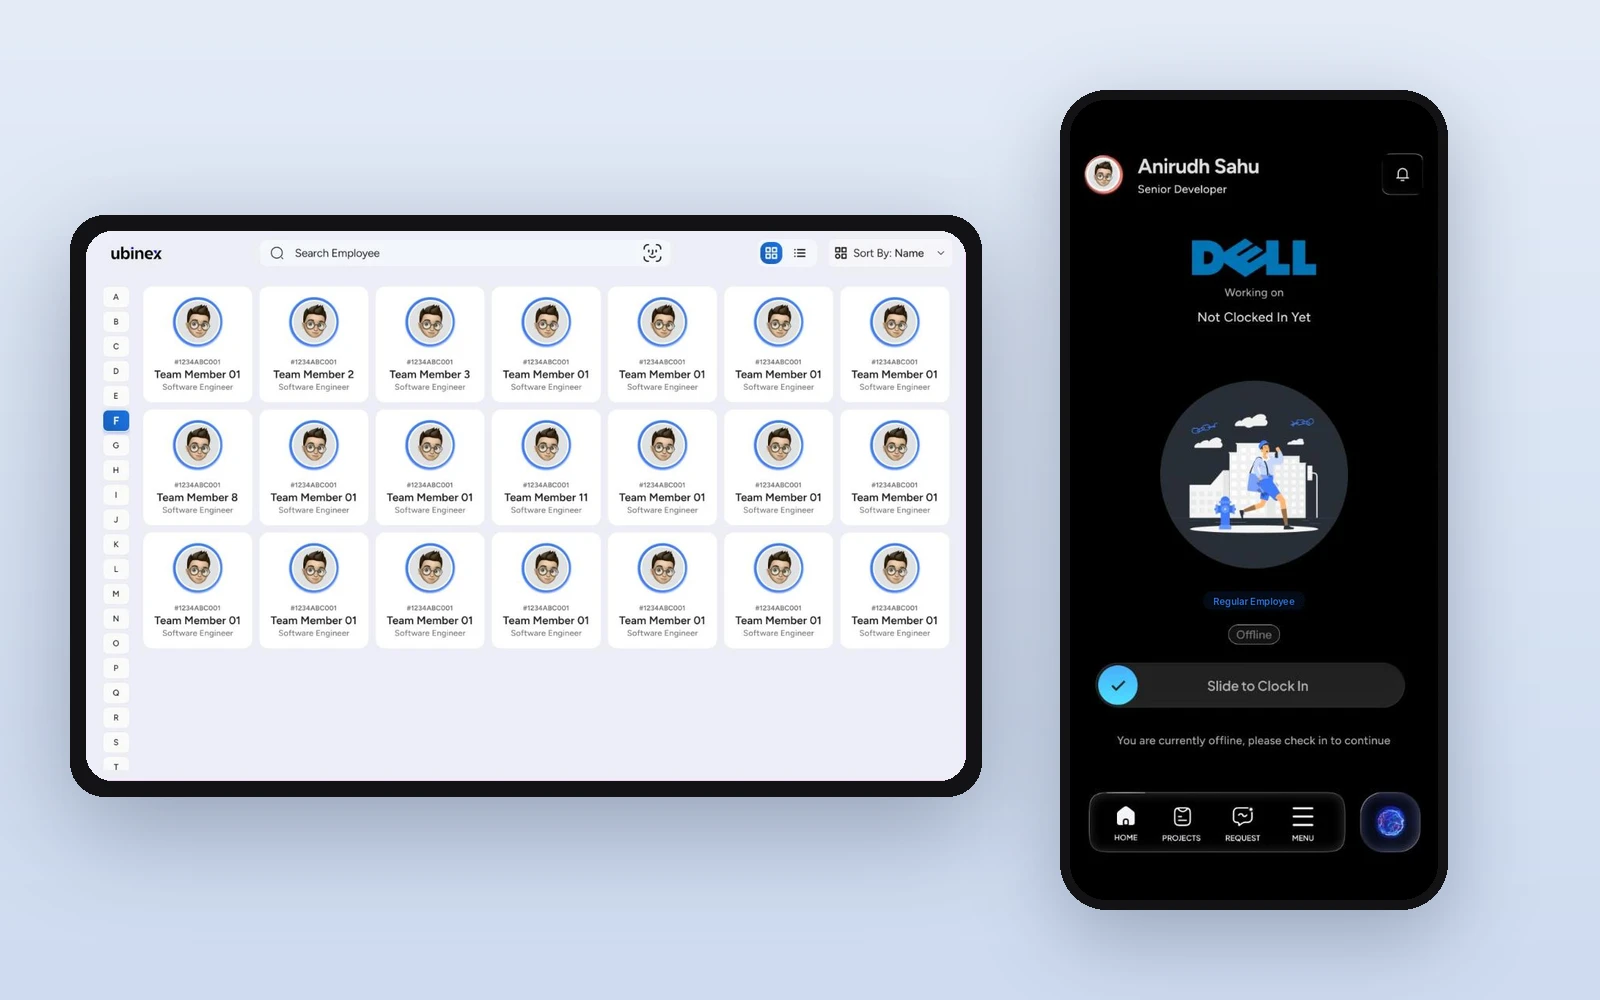 ubinex
Search Employee
Sort By: Name
A
B
C
D
E
F
G
H
I
J
K
L
M
N
O
P
Q
R
S
T
#1234ABC001 #1234ABC001 #1234ABC001 #1234ABC001 #1234ABC001 #1234ABC001 #1234ABC001
Team Member 01 Team Member 2 Team Member 3 Team Member 01 Team Member 01 Team Member 01 Team Member 01
Software Engineer Software Engineer Software Engineer Software Engineer Software Engineer Software Engineer Software Engineer
#1234ABC001 #1234ABC001 #1234ABC001 #1234ABC001 #1234ABC001 #1234ABC001 #1234ABC001
Team Member 8 Team Member 01 Team Member 01 Team Member 11 Team Member 01 Team Member 01 Team Member 01
Software Engineer Software Engineer Software Engineer Software Engineer Software Engineer Software Engineer Software Engineer
#1234ABC001 #1234ABC001 #1234ABC001 #1234ABC001 #1234ABC001 #1234ABC001 #1234ABC001
Team Member 01 Team Member 01 Team Member 01 Team Member 01 Team Member 01 Team Member 01 Team Member 01
Software Engineer Software Engineer Software Engineer Software Engineer Software Engineer Software Engineer Software Engineer
Anirudh Sahu
Senior Developer
DELL
Working on
Not Clocked In Yet
Regular Employee
Offline
Slide to Clock In
You are currently offline, please check in to continue
HOME PROJECTS REQUEST MENU